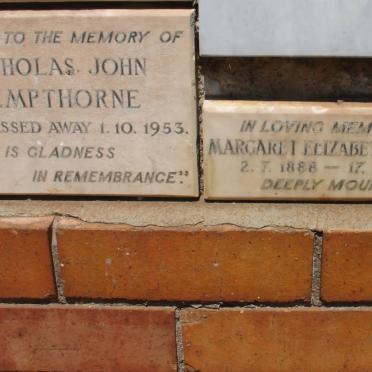 TO THE MEMORY OF
HOLAS JOHN
MPTHORNE
SSED AWAY 1.10.1953.
IS GLADNESS
IN REMEMBRANCE."
IN LOVING MEM
MARGARET ELIZABET
2.7.1888 — 17.
DEEPLY MOU